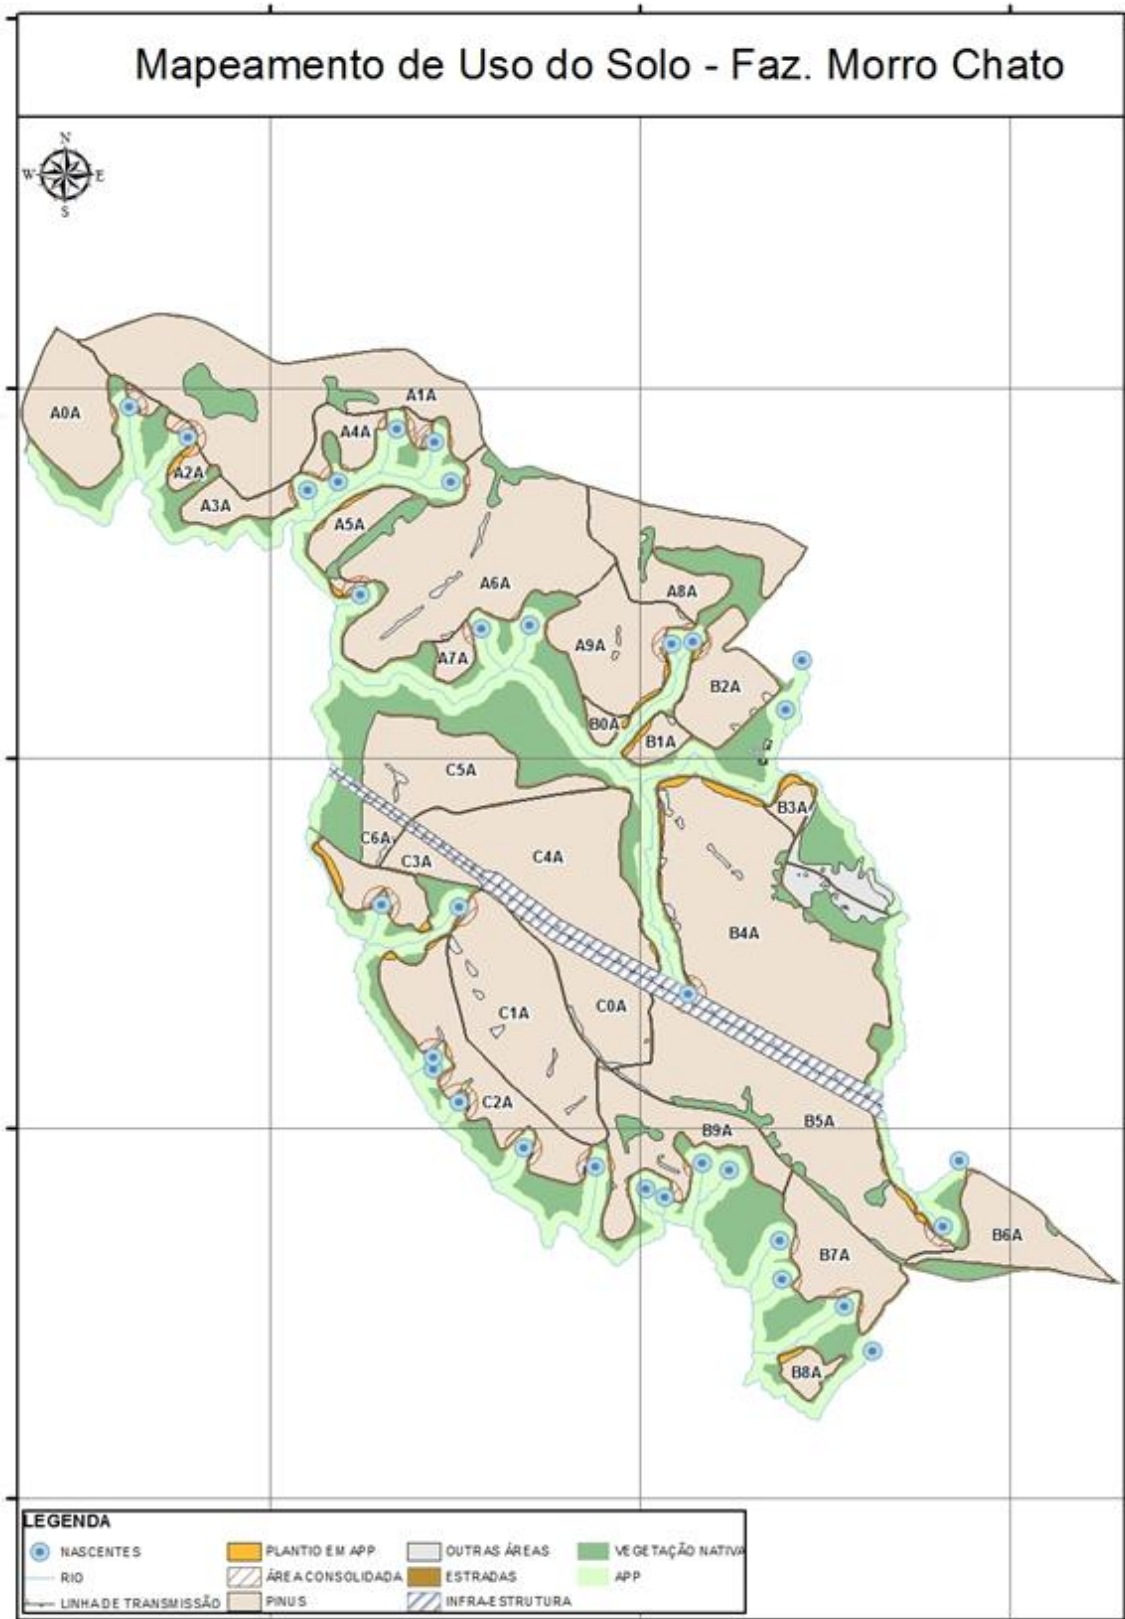 Mapeamento de Uso do Solo - Faz. Morro Chato
N
W E
S
A0A
A1A
A4A
A2A
A3A
A5A
A6A
A8A
A7A
A9A
B2A
B0A
B1A
C5A
B3A
C6A
C3A
C4A
B4A
C1A
C0A
C2A
B9A
B5A
B6A
B7A
B8A
LEGENDA
NASCENTES PLANTIO EM APP OUTRAS ÁREAS VEGETAÇÃO NATIVA
RIO ÁREA CONSOLIDADA ESTRADAS APP
LINHA DE TRANSMISSÃO PINUS INFRA-ESTRUTURA